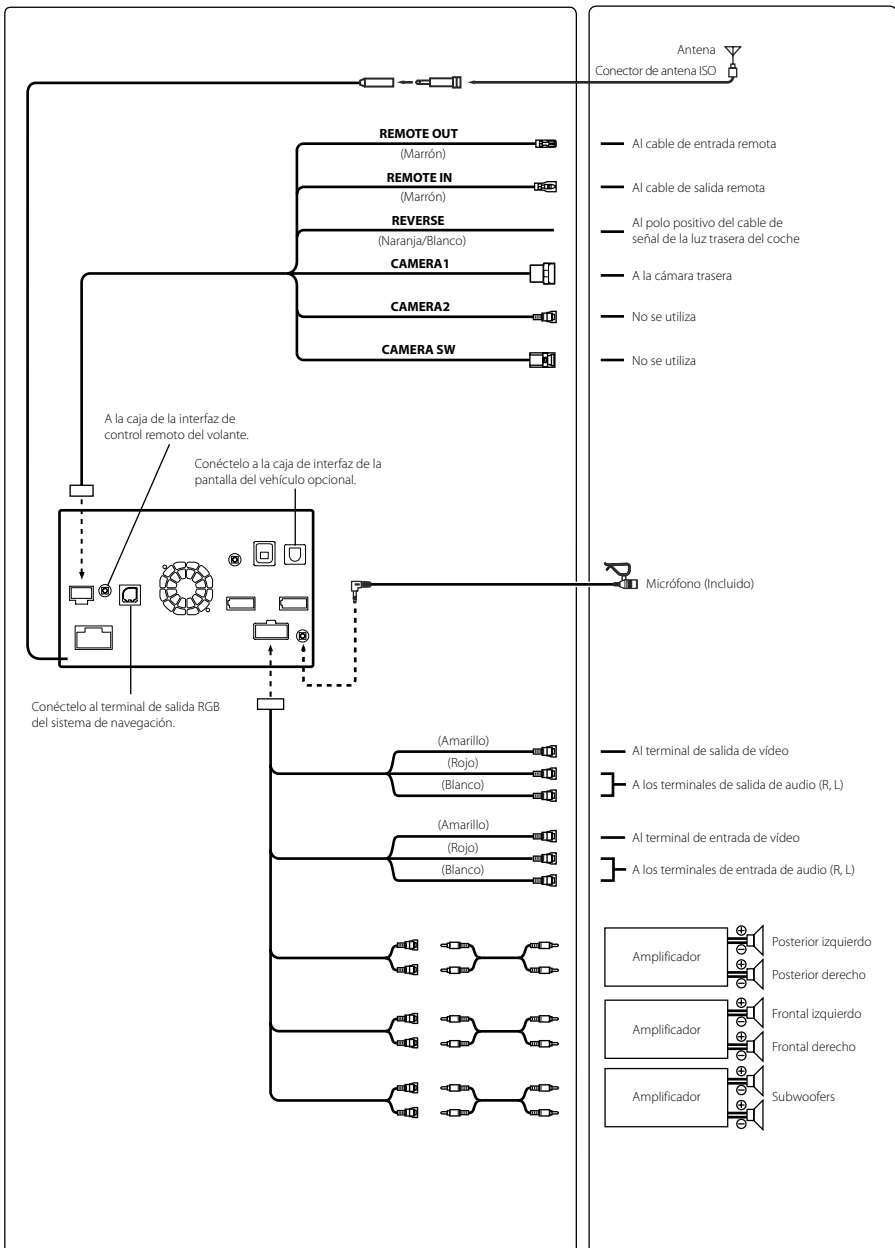 Antena
Conector de antena ISO
REMOTE OUT
(Marrón)
Al cable de entrada remota
REMOTE IN
(Marrón)
Al cable de salida remota
REVERSE
(Naranja/Blanco)
Al polo positivo del cable de
señal de la luz trasera del coche
CAMERA1
A la cámara trasera
CAMERA2
No se utiliza
CAMERA SW
No se utiliza
A la caja de la interfaz de
control remoto del volante.
Conéctelo a la caja de interfaz de la
pantalla del vehículo opcional.
Micrófono (Incluido)
Conéctelo al terminal de salida RGB
del sistema de navegación.
(Amarillo)
Al terminal de salida de vídeo
(Rojo)
(Blanco)
A los terminales de salida de audio (R, L)
(Amarillo)
Al terminal de entrada de vídeo
(Rojo)
(Blanco)
A los terminales de entrada de audio (R, L)
Amplificador
Posterior izquierdo
Posterior derecho
Amplificador
Frontal izquierdo
Frontal derecho
Amplificador
Subwoofers